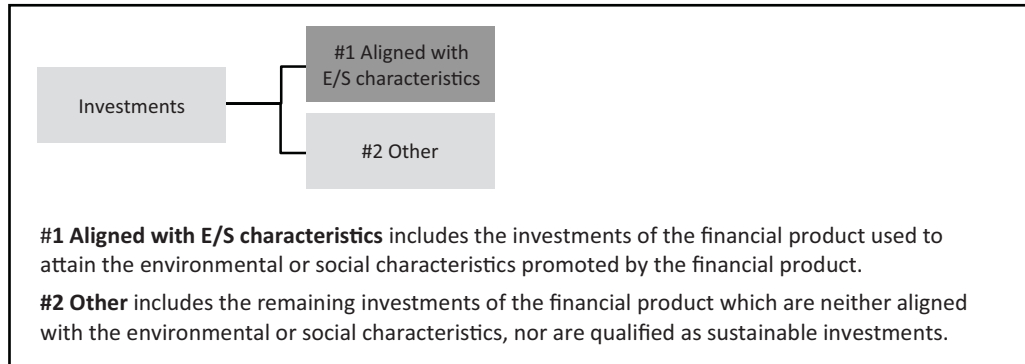 #1 Aligned with
E/S characteristics
Investments
#2 Other
#1 Aligned with E/S characteristics includes the investments of the financial product used to
attain the environmental or social characteristics promoted by the financial product.
#2 Other includes the remaining investments of the financial product which are neither aligned
with the environmental or social characteristics, nor are qualified as sustainable investments.